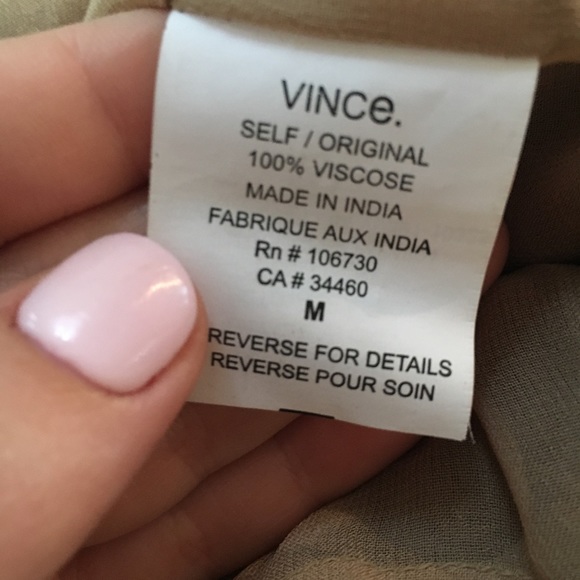 VINCe.
SELF / ORIGINAL
100% VISCOSE
MADE IN INDIA
FABRIQUE AUX INDIA
Rn # 106730
CA # 34460
M
REVERSE FOR DETAILS
REVERSE POUR SOIN